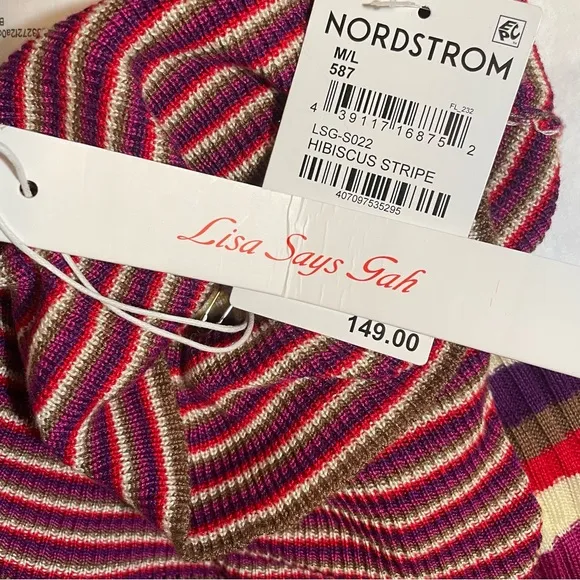 NORDSTROM
M/L
587
FL_232
4 39117 16875 2
LSG-S022
HIBISCUS STRIPE
407097535295
Lisa Says Gah
149.00